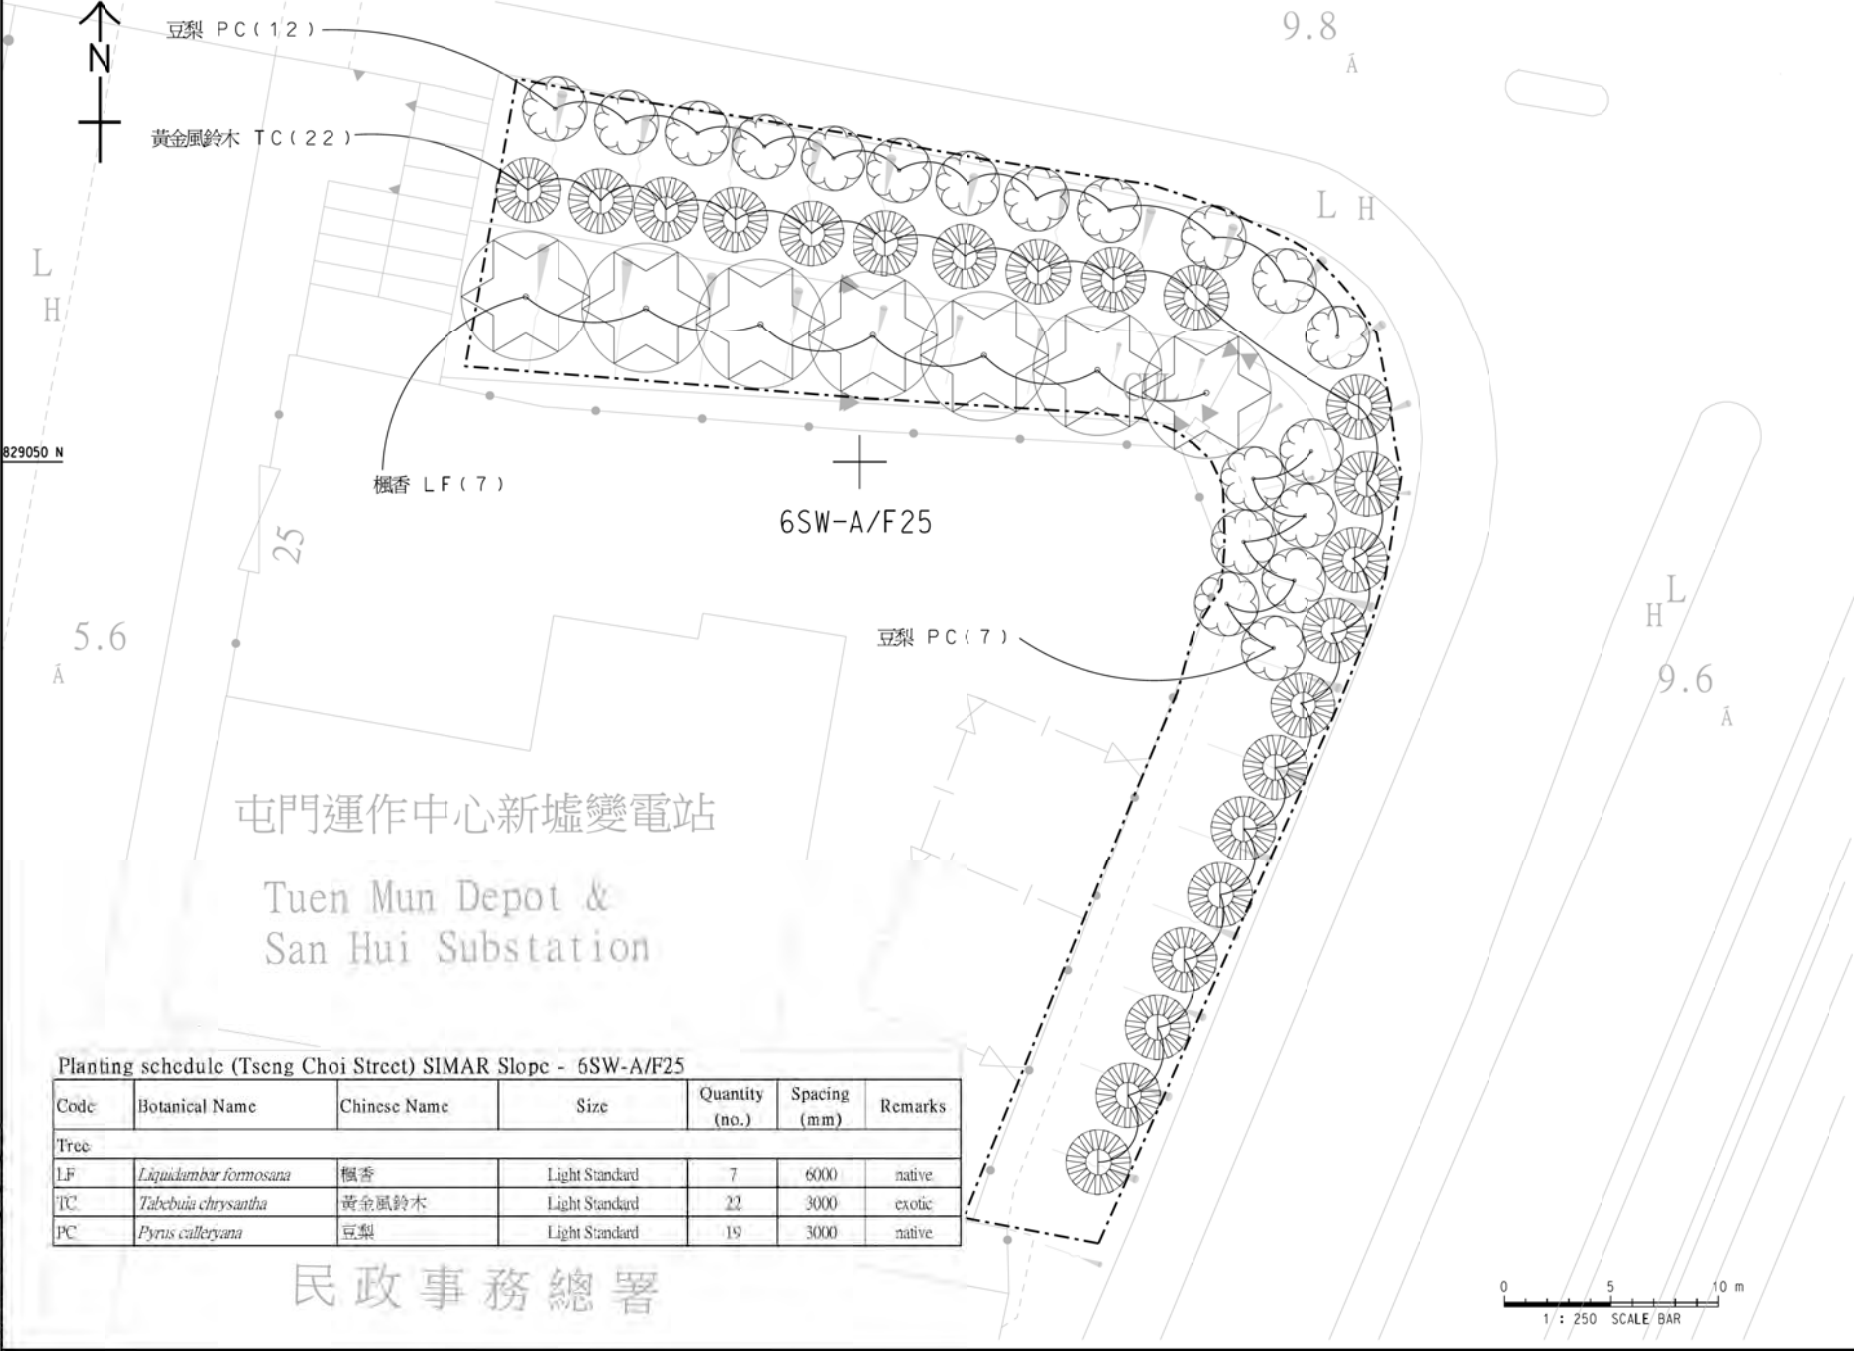 豆梨 PC(12)
N
9.8
Â
黃金風鈴木 TC(22)
L H
L
H
CUL
829050 N
楓香 LF(7)
6SW-A/F25
25
豆梨 PC(7)
5.6
Â
H L
9.6
Â
屯門運作中心新墟變電站
Tuen Mun Depot &
San Hui Substation
Planting schedule (Tseng Choi Street) SIMAR Slope - 6SW-A/F25
Code Botanical Name Chinese Name Size Quantity (no.) Spacing (mm) Remarks
Tree
LF Liquidambar formosana 楓香 Light Standard 7 6000 native
TC Tabebuia chrysantha 黃金風鈴木 Light Standard 22 3000 exotic
PC Pyrus calleryana 豆梨 Light Standard 19 3000 native
民政事務總署
0 5 10 m
1 : 250 SCALE BAR